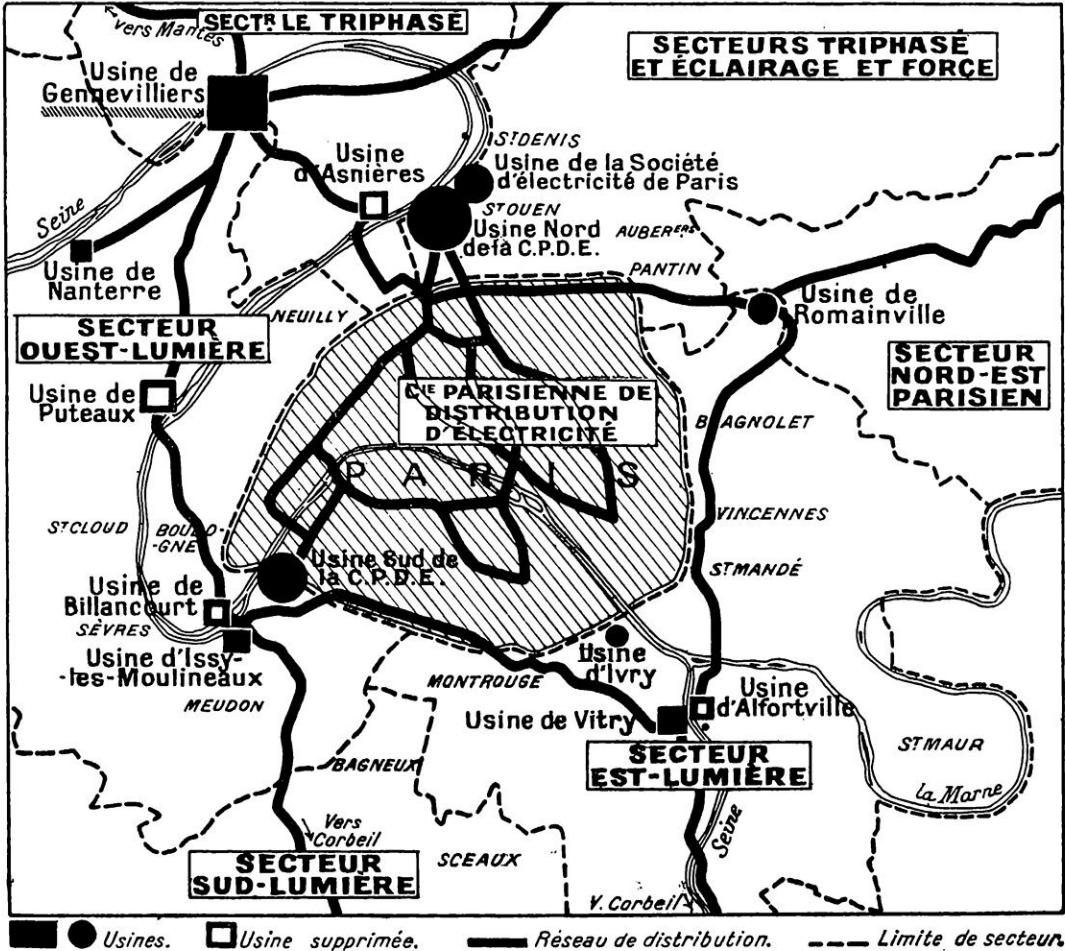 vers Mantes
SECTR LE TRIPHASÉ
SECTEURS TRIPHASÉ
ET ÉCLAIRAGE ET FORÇE
Usine de
Gennevilliers
ST DENIS
Usine
d'Asnières
Usine de la Société
d'électricité de Paris
Seine
ST OUEN
Usine Nord
de la C.P.D.E.
AUBERERS
PANTIN
Usine de
Nanterre
NEUILLY
Usine de
Romainville
SECTEUR
OUEST-LUMIÈRE
SECTEUR
NORD-EST
PARISIEN
Usine de
Puteaux
CIE PARISIENNE DE
DISTRIBUTION
D'ÉLECTRICITÉ
BAGNOLET
PARIS
ST CLOUD
BOULO-
-GNE
VINCENNES
Usine Sud de
la C.P.D.E.
ST MANDÉ
Usine de
Billancourt
SÈVRES
Usine d'Issy-
-les-Moulineaux
Usine
d'Ivry
MONTROUGE
MEUDON
Usine
d'Alfortville
Usine de Vitry
ST MAUR
SECTEUR
EST-LUMIÈRE
BAGNEUX
la Marne
Vers
Corbeil
Seine
SECTEUR
SUD-LUMIÈRE
SCEAUX
V. Corbeil
Usines.
Usine supprimée.
Réseau de distribution.
Limite de secteur.